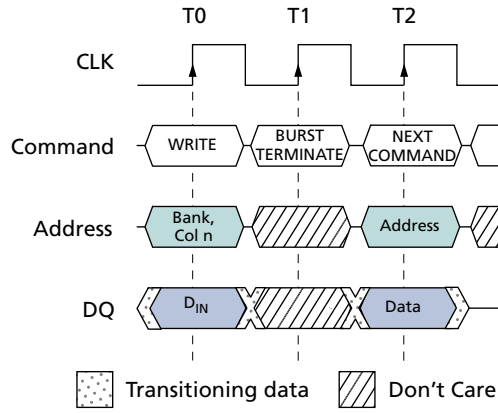 T0 T1 T2
CLK
Command WRITE BURST TERMINATE NEXT COMMAND
Address Bank, Col n Address
DQ D_IN Data
Transitioning data Don't Care